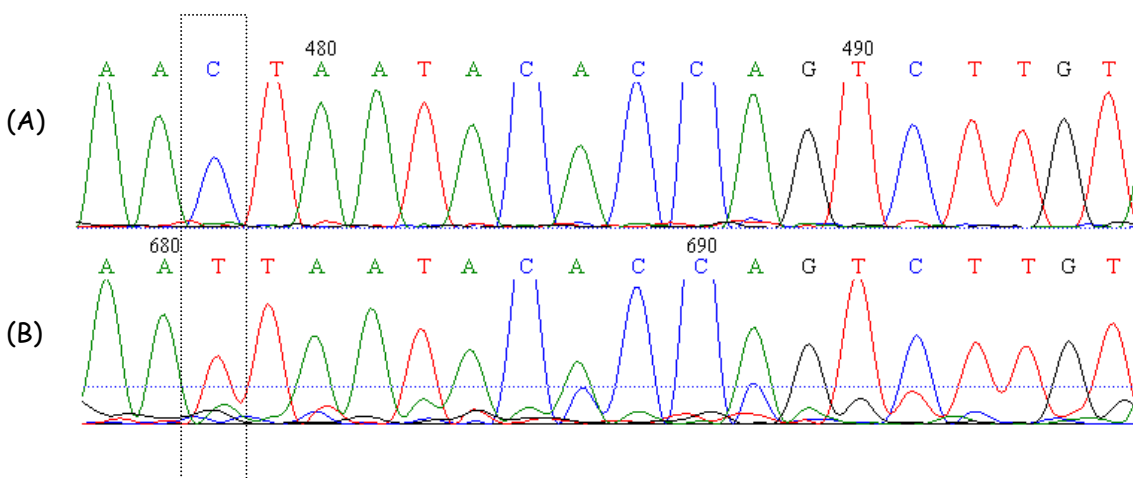 480 490
A A C T A A T A C A C C A G T C T T G T
(A)
680 690
A A T T A A T A C A C C A G T C T T G T
(B)